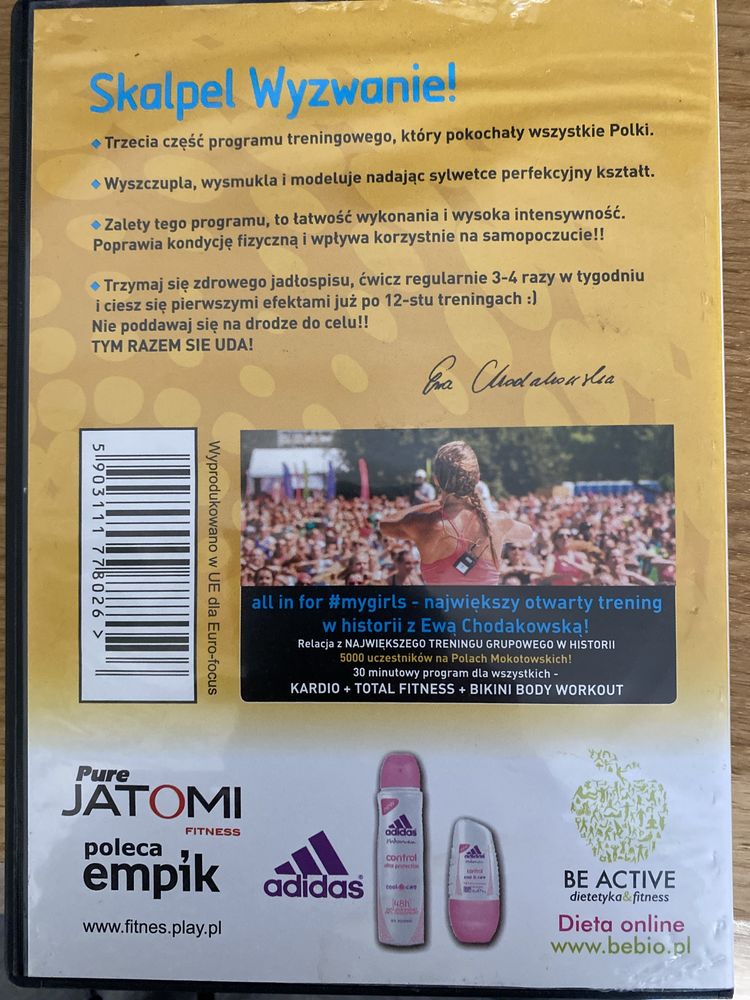 Skalpel Wyzwanie!
Trzecia część programu treningowego, który pokochały wszystkie Polki.
Wyszczupla, wysmukla i modeluje nadając sylwetce perfekcyjny kształt.
Zalety tego programu, to łatwość wykonania i wysoka intensywność.
Poprawia kondycję fizyczną i wpływa korzystnie na samopoczucie!!
Trzymaj się zdrowego jadłospisu, ćwicz regularnie 3-4 razy w tygodniu
i ciesz się pierwszymi efektami już po 12-stu treningach :)
Nie poddawaj się na drodze do celu!!
TYM RAZEM SIE UDA!
Ewa Chodakowska
5 903111 778026 >
Wyprodukowano w UE dla Euro-focus
all in for #mygirls - największy otwarty trening
w historii z Ewą Chodakowską!
Relacja z NAJWIĘKSZEGO TRENINGU GRUPOWEGO W HISTORII
5000 uczestników na Polach Mokotowskich!
30 minutowy program dla wszystkich -
KARDIO + TOTAL FITNESS + BIKINI BODY WORKOUT
Pure
JATOMI
FITNESS
poleca
empik
www.fitnes.play.pl
adidas
adidas
control
cool & care
48h
adidas
control
cool & care
BE ACTIVE
dietetyka&fitness
Dieta online
www.bebio.pl